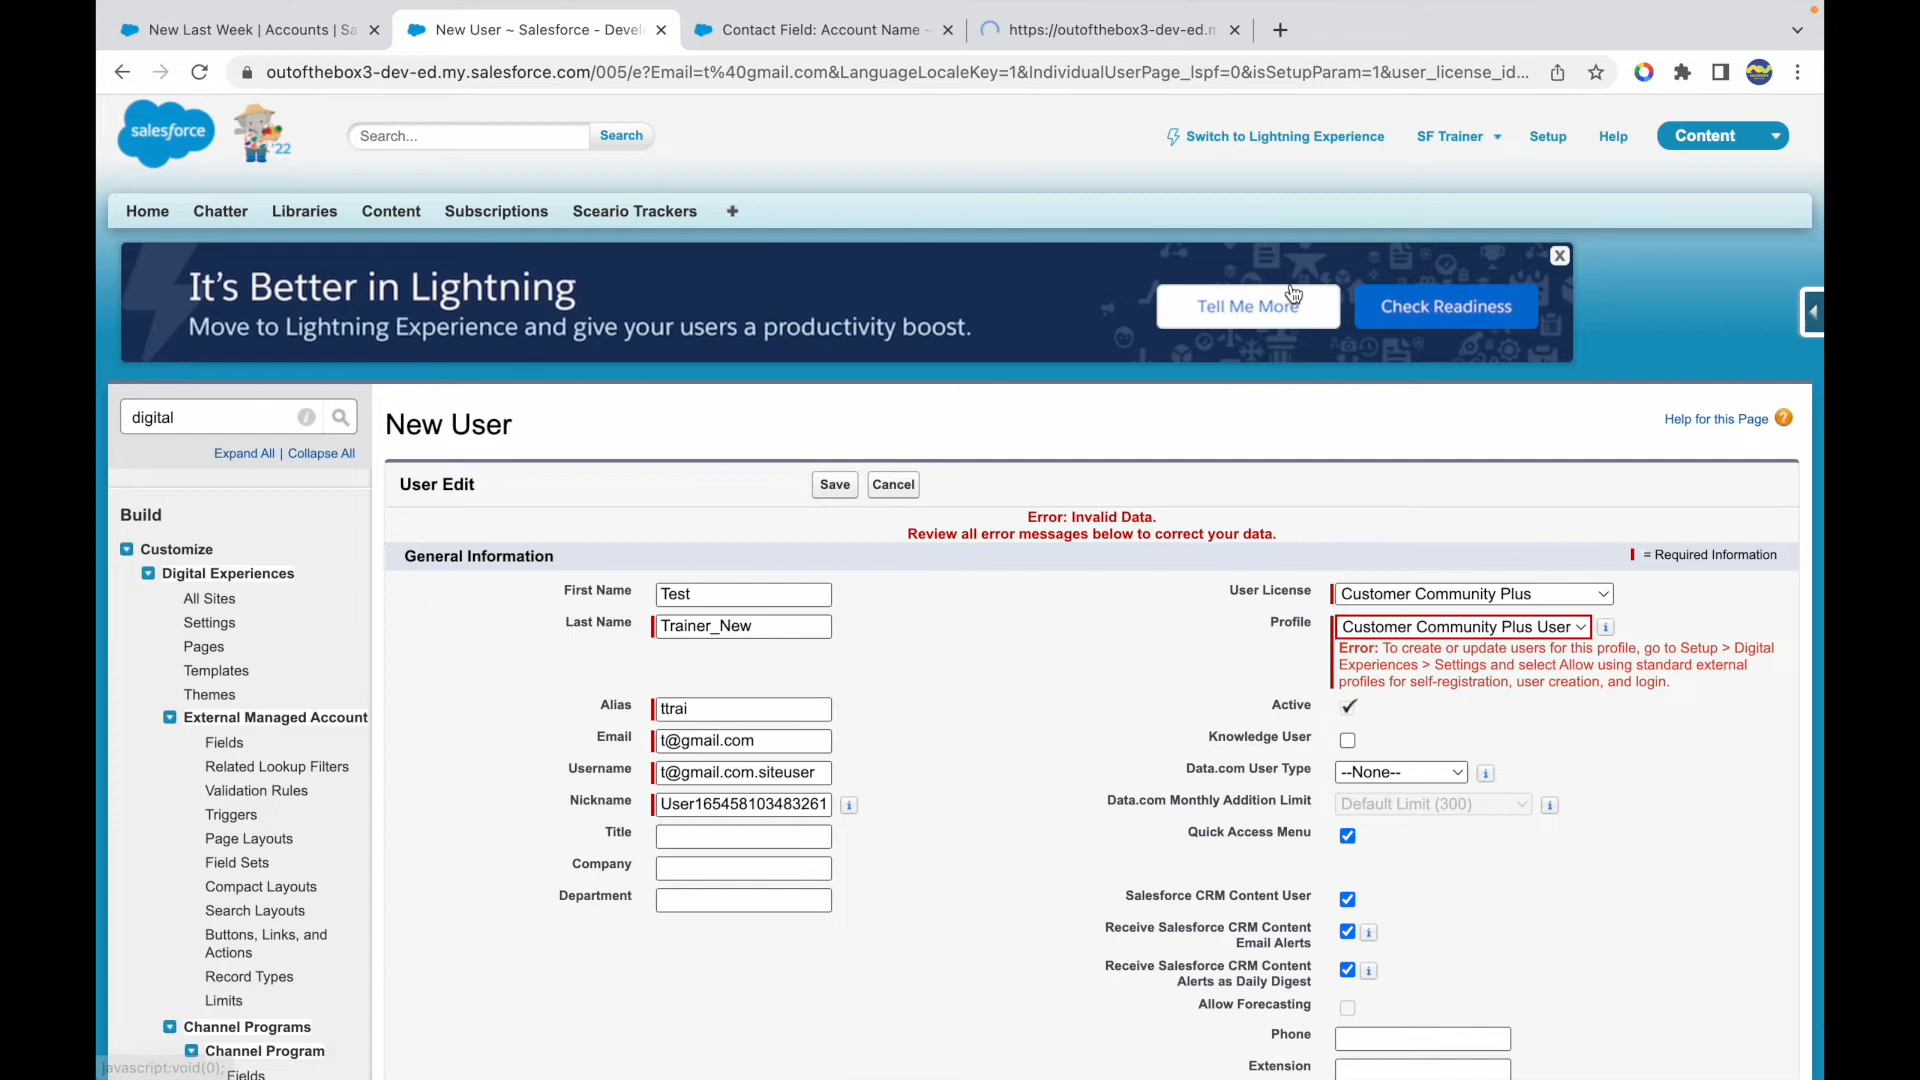 New Last Week | Accounts | Sa
New User ~ Salesforce - Devel
Contact Field: Account Name ~
https://outofthebox3-dev-ed.m
outofthebox3-dev-ed.my.salesforce.com/005/e?Email=t%40gmail.com&LanguageLocaleKey=1&IndividualUserPage_lspf=0&isSetupParam=1&user_license_id...
salesforce
'22
Search...
Search
Switch to Lightning Experience
SF Trainer
Setup
Help
Content
Home
Chatter
Libraries
Content
Subscriptions
Sceario Trackers
It's Better in Lightning
Move to Lightning Experience and give your users a productivity boost.
Tell Me More
Check Readiness
X
digital
Expand All | Collapse All
Build
Customize
Digital Experiences
All Sites
Settings
Pages
Templates
Themes
External Managed Account
Fields
Related Lookup Filters
Validation Rules
Triggers
Page Layouts
Field Sets
Compact Layouts
Search Layouts
Buttons, Links, and
Actions
Record Types
Limits
Channel Programs
Channel Program
Fields
javascript:void(0);
New User
Help for this Page
User Edit
Save
Cancel
Error: Invalid Data.
Review all error messages below to correct your data.
General Information
= Required Information
First Name
Test
Last Name
Trainer_New
Alias
ttrai
Email
t@gmail.com
Username
t@gmail.com.siteuser
Nickname
User165458103483261
Title
Company
Department
User License
Customer Community Plus
Profile
Customer Community Plus User
Error: To create or update users for this profile, go to Setup > Digital
Experiences > Settings and select Allow using standard external
profiles for self-registration, user creation, and login.
Active
Knowledge User
Data.com User Type
--None--
Data.com Monthly Addition Limit
Default Limit (300)
Quick Access Menu
Salesforce CRM Content User
Receive Salesforce CRM Content
Email Alerts
Receive Salesforce CRM Content
Alerts as Daily Digest
Allow Forecasting
Phone
Extension